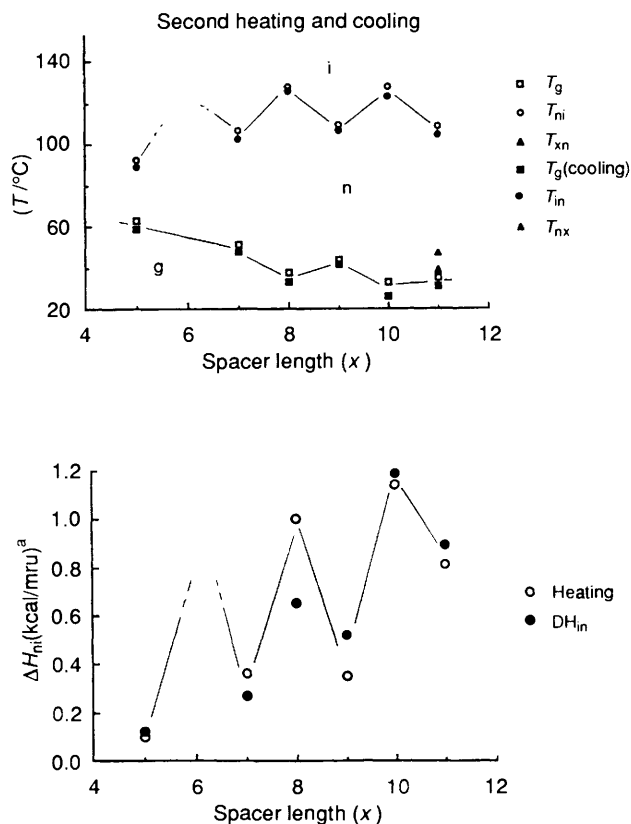 Second heating and cooling
140
100
60
20
(T /°C)
i
n
g
4
6
8
10
12
Spacer length (x)
T_g
T_ni
T_xn
T_g(cooling)
T_in
T_nx
1.2
1.0
0.8
0.6
0.4
0.2
0.0
ΔH_ni(kcal/mru)^a
4
6
8
10
12
Spacer length (x)
Heating
DH_in